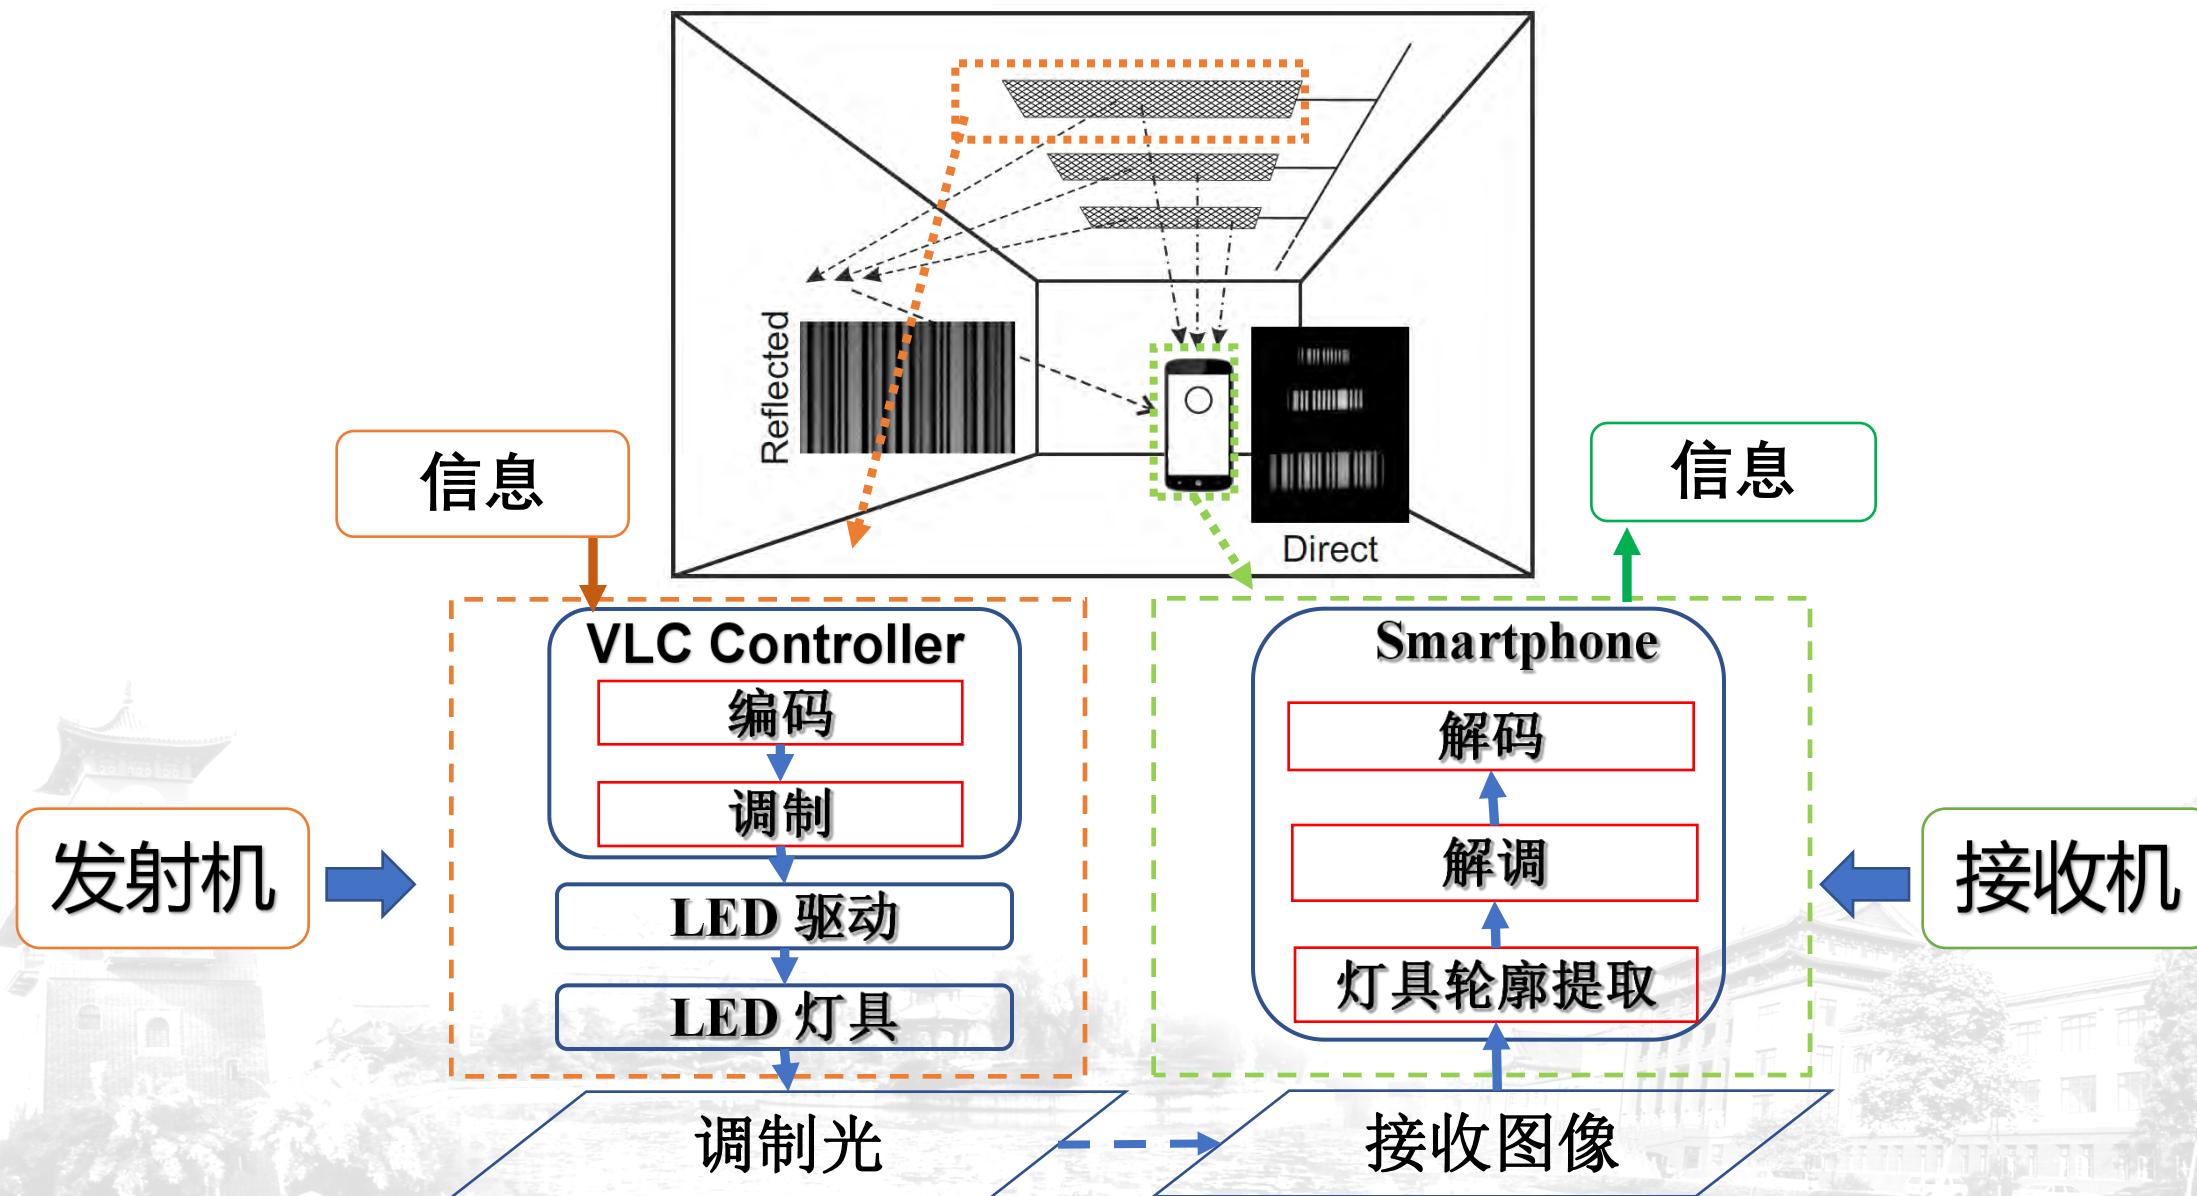 Reflected
Direct
信息
信息
VLC Controller
编码
调制
LED 驱动
LED 灯具
调制光
发射机
Smartphone
解码
解调
灯具轮廓提取
接收图像
接收机